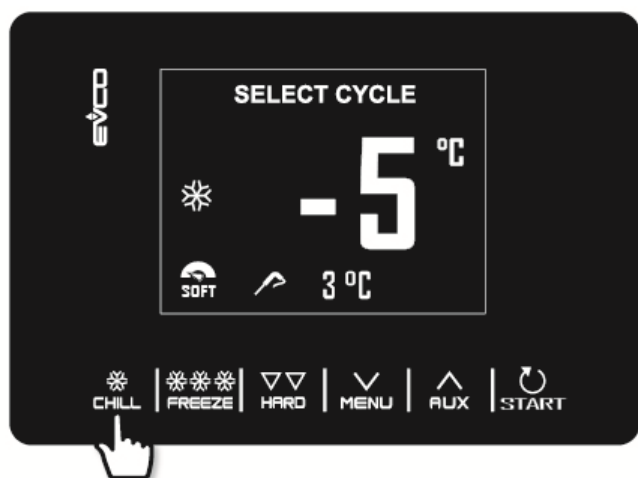 EVCO
SELECT CYCLE
-5 °C
SOFT 3 °C
CHILL FREEZE HARD MENU AUX START